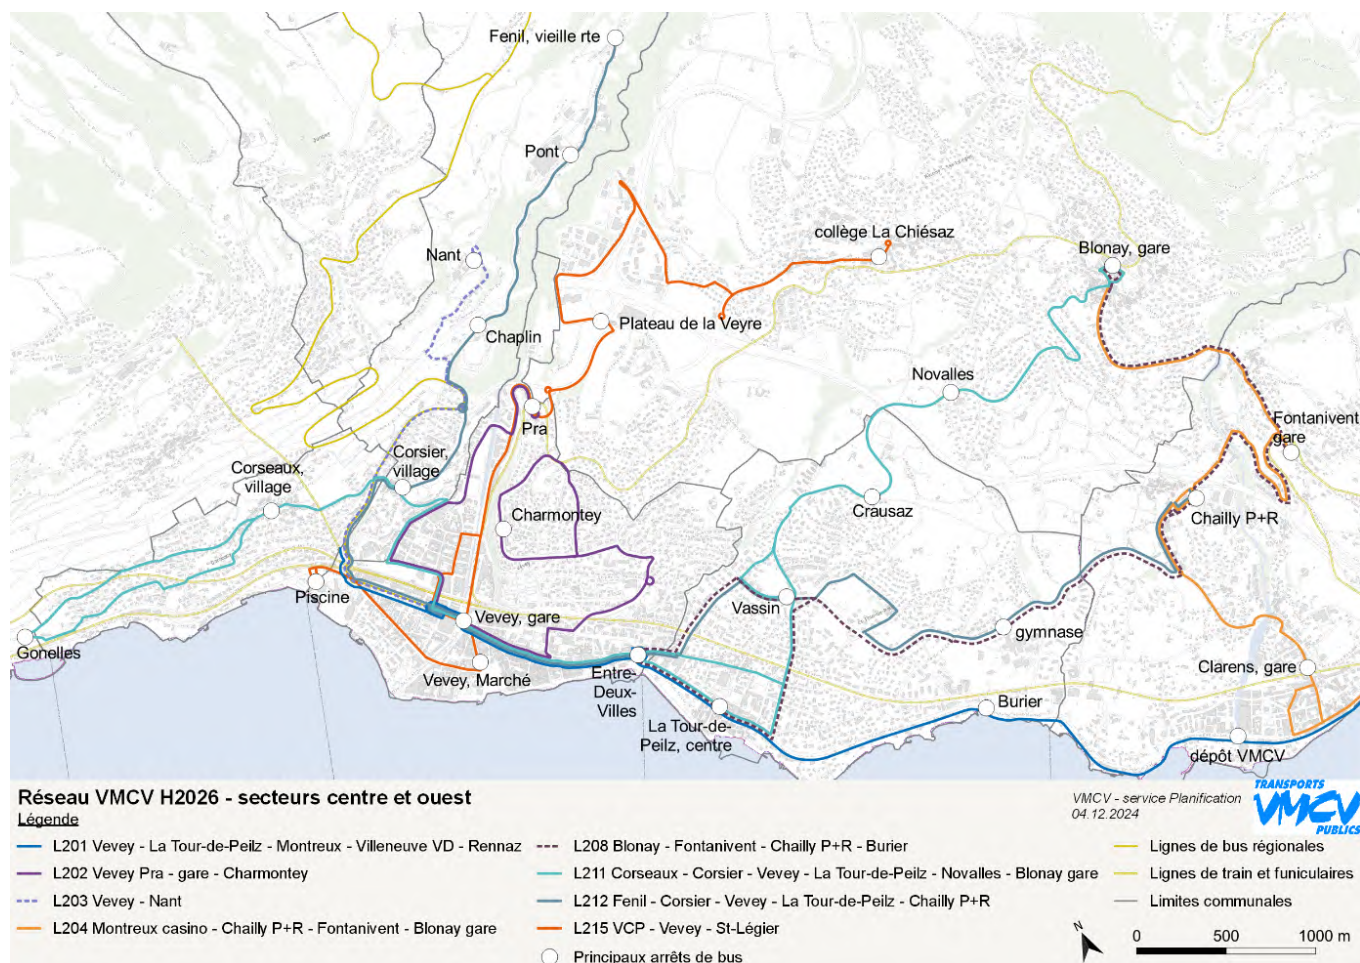 Fenil, vieille rte
Pont
Nant
collège La Chiésaz
Blonay, gare
Chaplin
Plateau de la Veyre
Novalles
Pra
Fontanivent
gare
Corsier,
village
Corseaux,
village
Charmontey
Crausaz
Chailly P+R
Piscine
Vassin
Vevey, gare
gymnase
Gonelles
Vevey, Marché
Entre-
Deux-
Villes
Clarens, gare
Burier
La Tour-de-
Peilz, centre
dépôt VMCV
Réseau VMCV H2026 - secteurs centre et ouest
Légende
VMCV - service Planification
04.12.2024
TRANSPORTS
VMCV
PUBLICS
L201 Vevey - La Tour-de-Peilz - Montreux - Villeneuve VD - Rennaz
L202 Vevey Pra - gare - Charmontey
L203 Vevey - Nant
L204 Montreux casino - Chailly P+R - Fontanivent - Blonay gare
L208 Blonay - Fontanivent - Chailly P+R - Burier
L211 Corseaux - Corsier - Vevey - La Tour-de-Peilz - Novalles - Blonay gare
L212 Fenil - Corsier - Vevey - La Tour-de-Peilz - Chailly P+R
L215 VCP - Vevey - St-Légier
Principaux arrêts de bus
Lignes de bus régionales
Lignes de train et funiculaires
Limites communales
N
0 500 1000 m